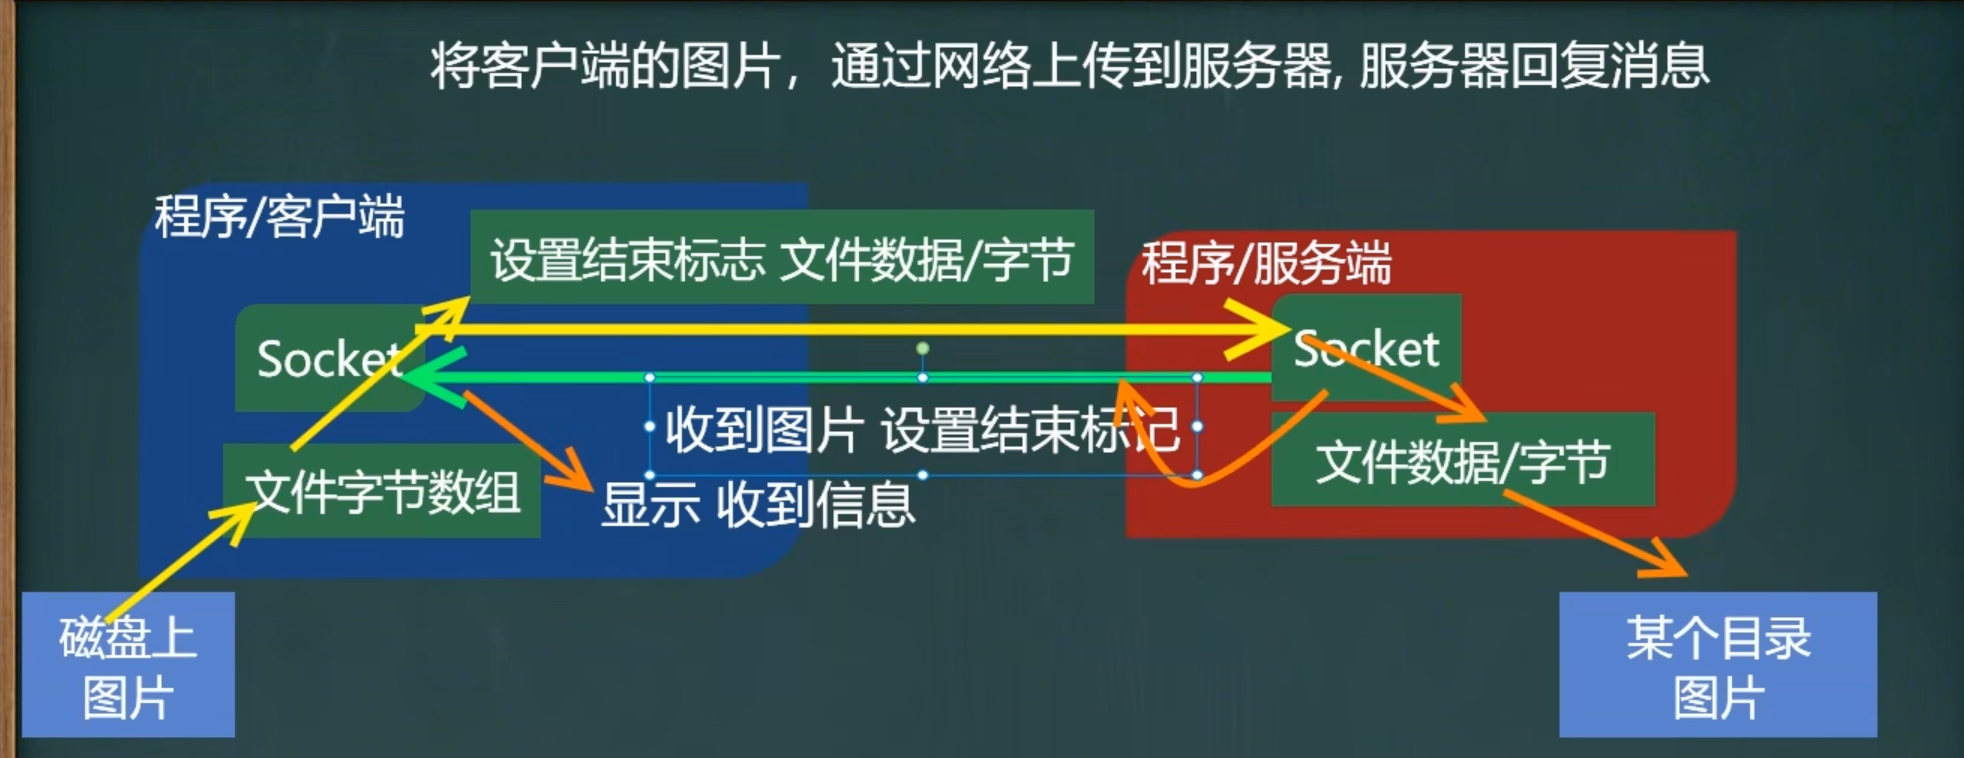 将客户端的图片，通过网络上传到服务器, 服务器回复消息
程序/客户端
设置结束标志 文件数据/字节
程序/服务端
Socket
Socket
收到图片 设置结束标记
文件数据/字节
文件字节数组
显示 收到信息
磁盘上
图片
某个目录
图片